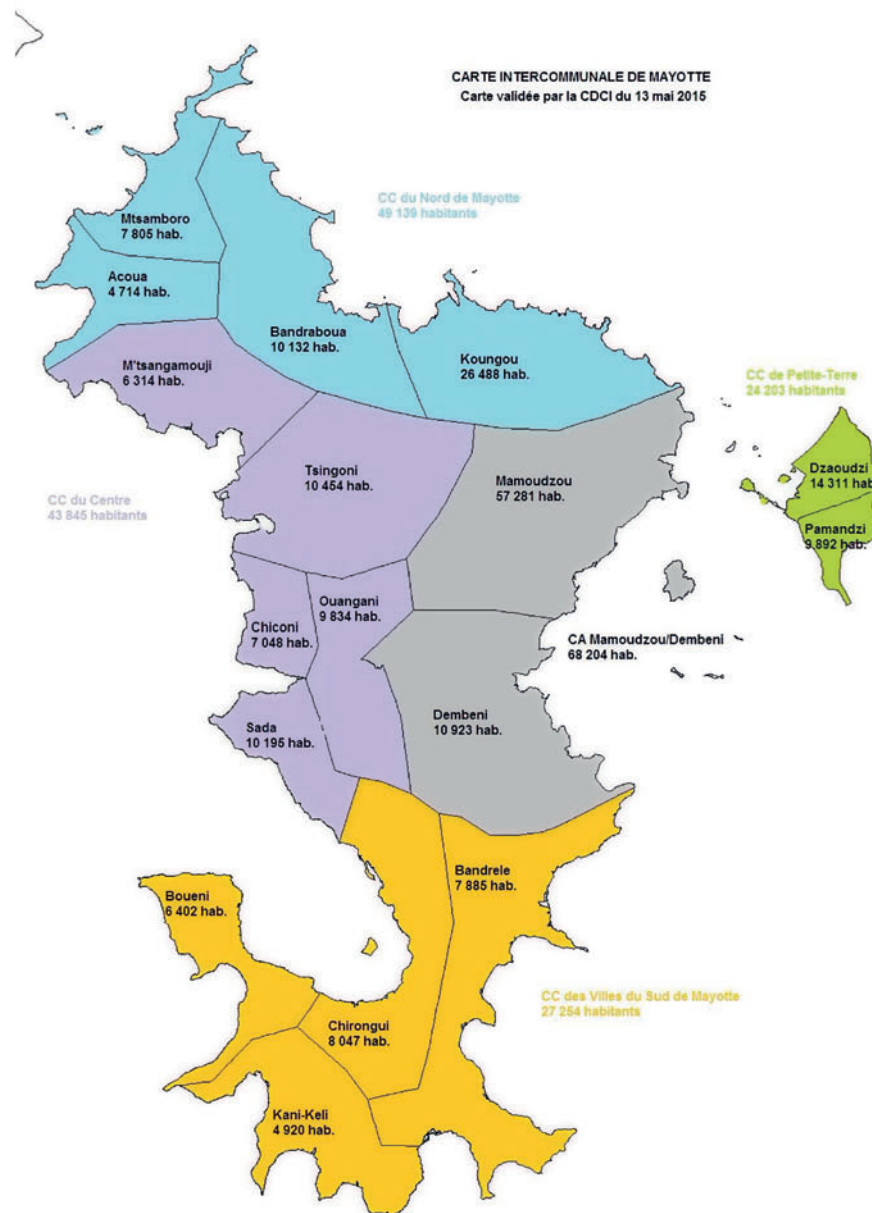 CARTE INTERCOMMUNALE DE MAYOTTE
Carte validée par la CDCI du 13 mai 2015
CC du Nord de Mayotte
49 139 habitants
Mtsamboro
7 805 hab.
Acoua
4 714 hab.
Bandraboua
10 132 hab.
Koungou
26 488 hab.
M'tsangamouji
6 314 hab.
CC de Petite-Terre
24 203 habitants
Tsingoni
10 454 hab.
Mamoudzou
57 281 hab.
Dzaoudzi
14 311 hab
CC du Centre
43 845 habitants
Pamandzi
9 892 hab.
Ouangani
9 834 hab.
Chiconi
7 048 hab.
CA Mamoudzou/Dembeni
68 204 hab.
Sada
10 195 hab.
Dembeni
10 923 hab.
Bandrele
7 885 hab.
Boueni
6 402 hab.
CC des Villes du Sud de Mayotte
27 254 habitants
Chirongui
8 047 hab.
Kani-Keli
4 920 hab.